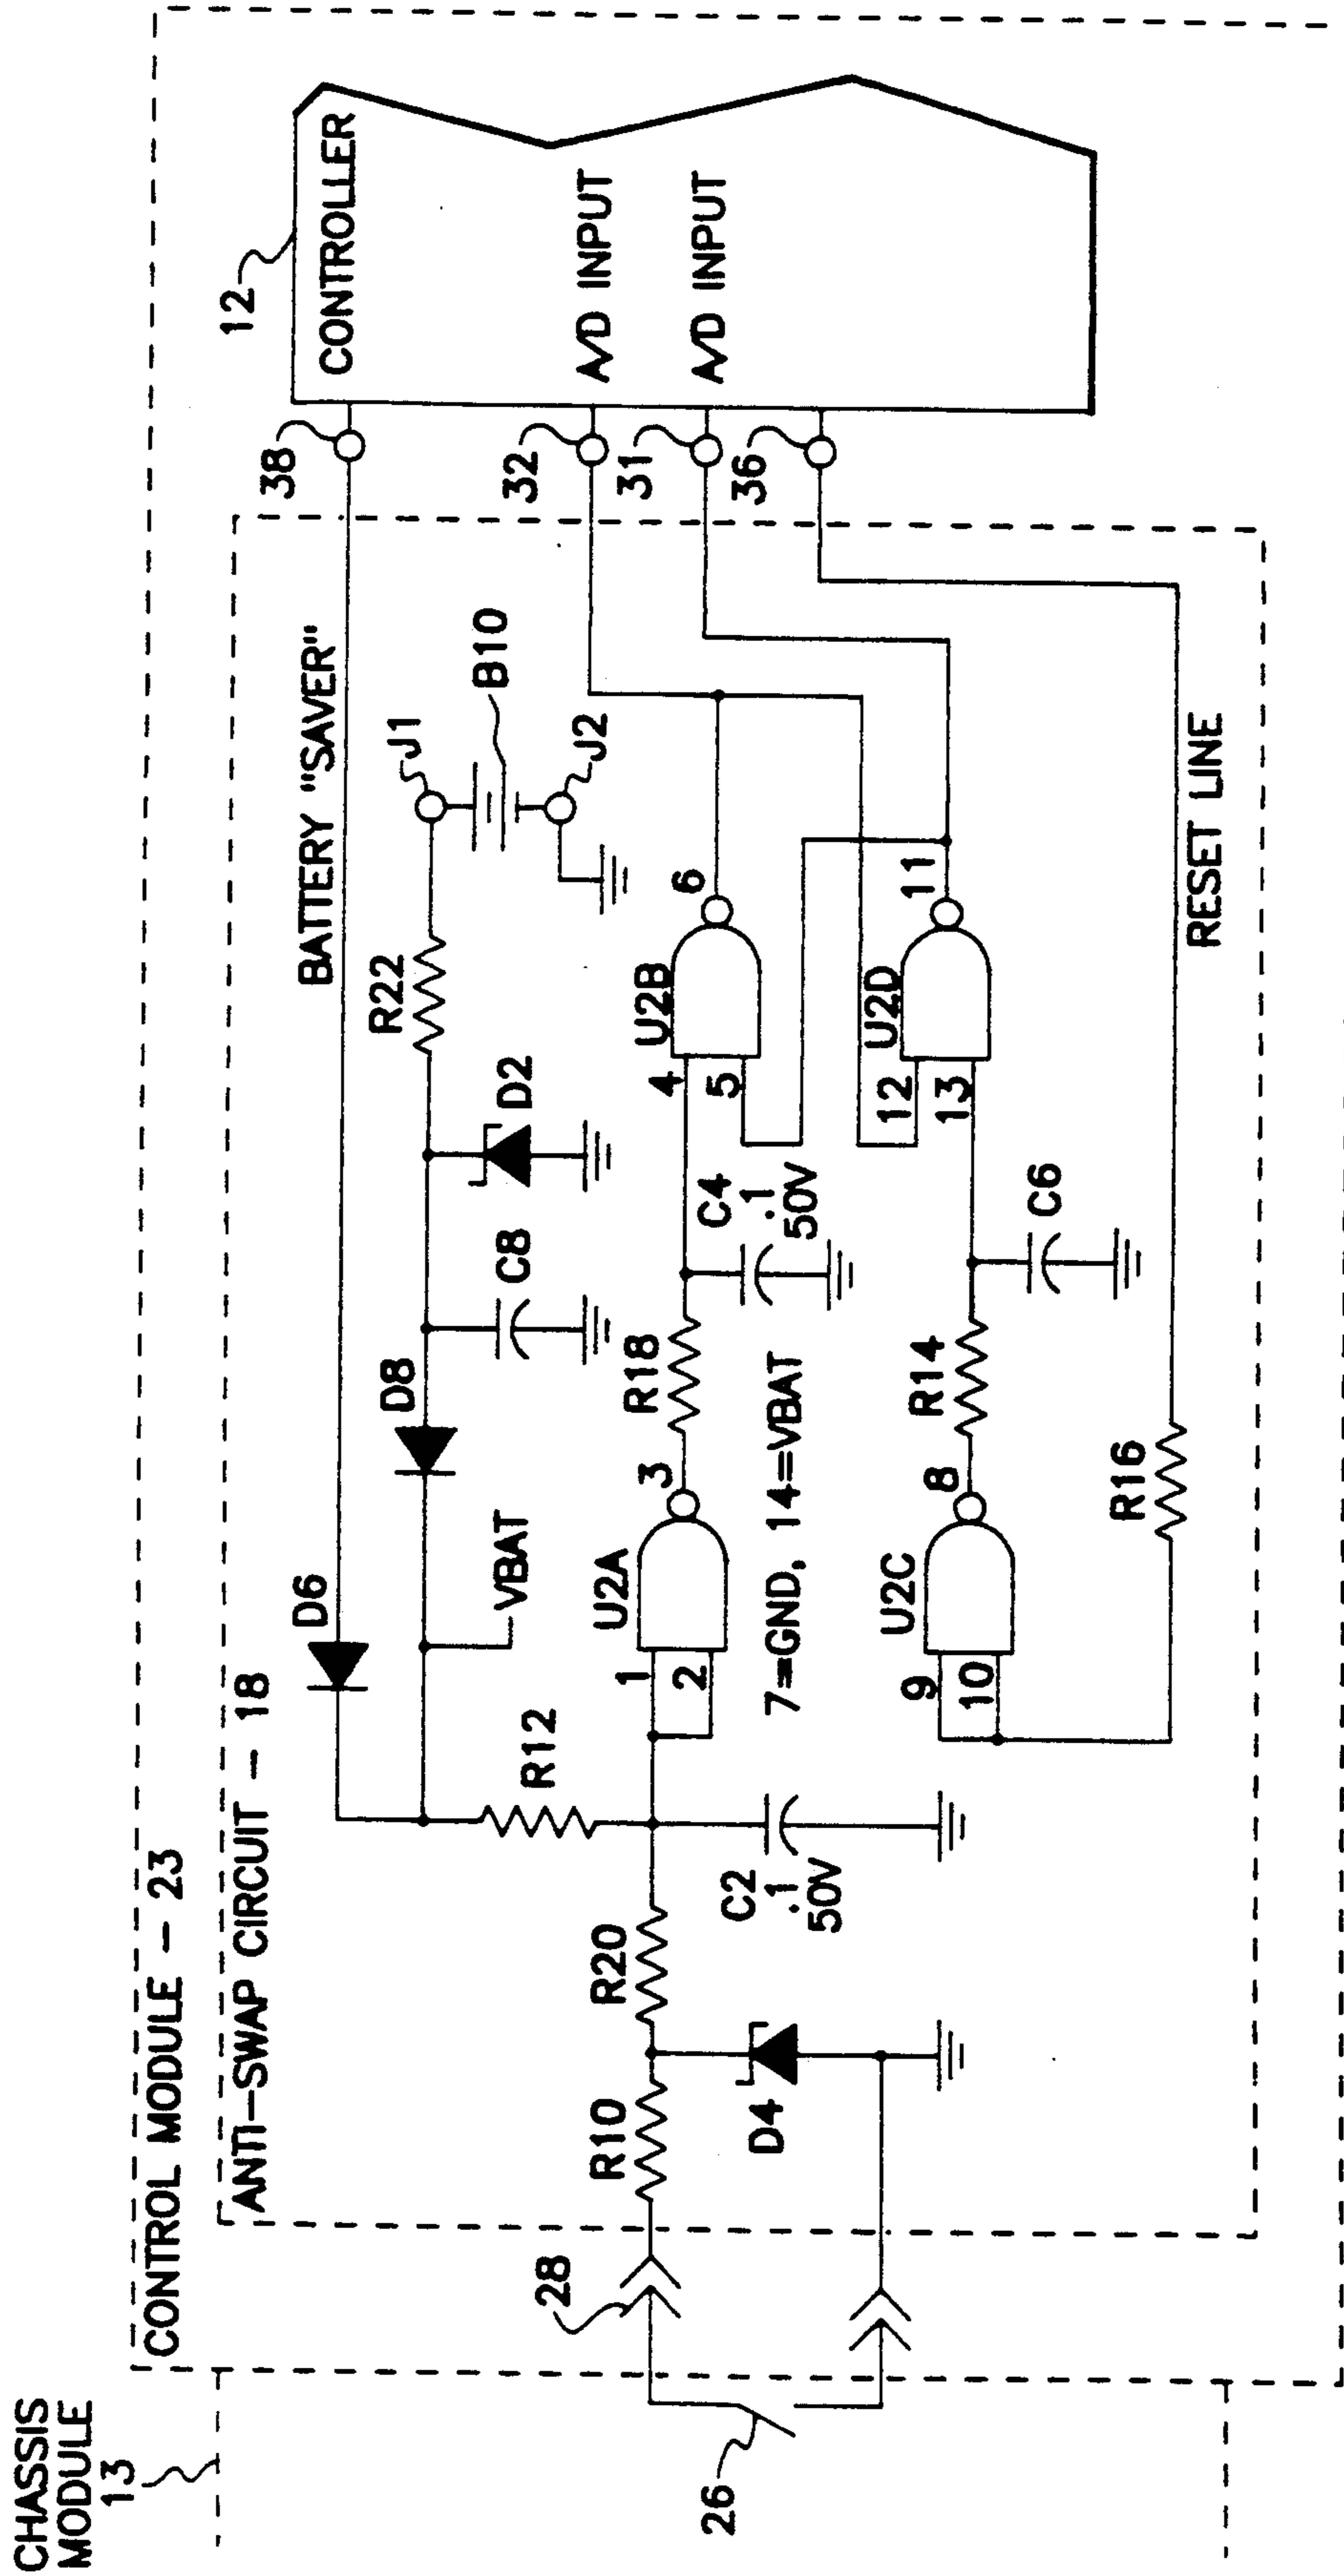 CHASSIS
MODULE
13
CONTROL MODULE – 23
ANTI–SWAP CIRCUIT – 18
BATTERY "SAVER"
38
12
CONTROLLER
D6
D8
VBAT
R12
C8
D2
R22
J1
B10
J2
32
A/D INPUT
31
A/D INPUT
36
28
26
R10
R20
D4
C2
.1
50V
1
2
U2A
3
R18
C4
.1
50V
4
5
U2B
6
7=GND, 14=VBAT
9
10
U2C
8
R14
C6
12
13
U2D
11
R16
RESET LINE